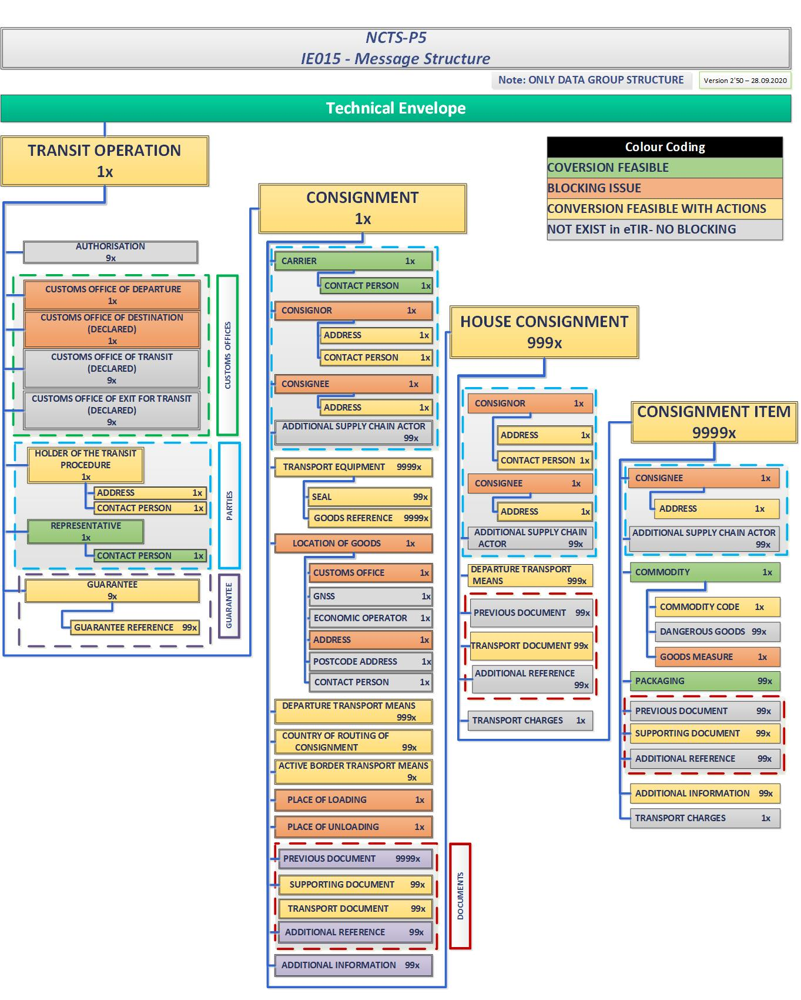 NCTS-P5
IE015 - Message Structure
Note: ONLY DATA GROUP STRUCTURE
Version 2'50 – 28.09.2020
Technical Envelope
TRANSIT OPERATION
1x
Colour Coding
COVERSION FEASIBLE
BLOCKING ISSUE
CONVERSION FEASIBLE WITH ACTIONS
NOT EXIST in eTIR- NO BLOCKING
AUTHORISATION
9x
CUSTOMS OFFICE OF DEPARTURE
1x
CUSTOMS OFFICE OF DESTINATION
(DECLARED)
1x
CUSTOMS OFFICE OF TRANSIT
(DECLARED)
9x
CUSTOMS OFFICE OF EXIT FOR TRANSIT
(DECLARED)
9x
CUSTOMS OFFICES
HOLDER OF THE TRANSIT
PROCEDURE
1x
ADDRESS 1x
CONTACT PERSON 1x
REPRESENTATIVE
1x
CONTACT PERSON 1x
PARTIES
GUARANTEE
9x
GUARANTEE REFERENCE 99x
GUARANTEE
CONSIGNMENT
1x
CARRIER 1x
CONTACT PERSON 1x
CONSIGNOR 1x
ADDRESS 1x
CONTACT PERSON 1x
CONSIGNEE 1x
ADDRESS 1x
ADDITIONAL SUPPLY CHAIN ACTOR
99x
TRANSPORT EQUIPMENT 9999x
SEAL 99x
GOODS REFERENCE 9999x
LOCATION OF GOODS 1x
CUSTOMS OFFICE 1x
GNSS 1x
ECONOMIC OPERATOR 1x
ADDRESS 1x
POSTCODE ADDRESS 1x
CONTACT PERSON 1x
DEPARTURE TRANSPORT MEANS
999x
COUNTRY OF ROUTING OF
CONSIGNMENT 99x
ACTIVE BORDER TRANSPORT MEANS
9x
PLACE OF LOADING 1x
PLACE OF UNLOADING 1x
PREVIOUS DOCUMENT 9999x
SUPPORTING DOCUMENT 99x
TRANSPORT DOCUMENT 99x
ADDITIONAL REFERENCE 99x
DOCUMENTS
ADDITIONAL INFORMATION 99x
HOUSE CONSIGNMENT
999x
CONSIGNOR 1x
ADDRESS 1x
CONTACT PERSON 1x
CONSIGNEE 1x
ADDRESS 1x
ADDITIONAL SUPPLY CHAIN
ACTOR 99x
DEPARTURE TRANSPORT
MEANS 999x
PREVIOUS DOCUMENT 99x
TRANSPORT DOCUMENT 99x
ADDITIONAL REFERENCE
99x
TRANSPORT CHARGES 1x
CONSIGNMENT ITEM
9999x
CONSIGNEE 1x
ADDRESS 1x
ADDITIONAL SUPPLY CHAIN ACTOR
99x
COMMODITY 1x
COMMODITY CODE 1x
DANGEROUS GOODS 99x
GOODS MEASURE 1x
PACKAGING 99x
PREVIOUS DOCUMENT 99x
SUPPORTING DOCUMENT 99x
ADDITIONAL REFERENCE 99x
ADDITIONAL INFORMATION 99x
TRANSPORT CHARGES 1x